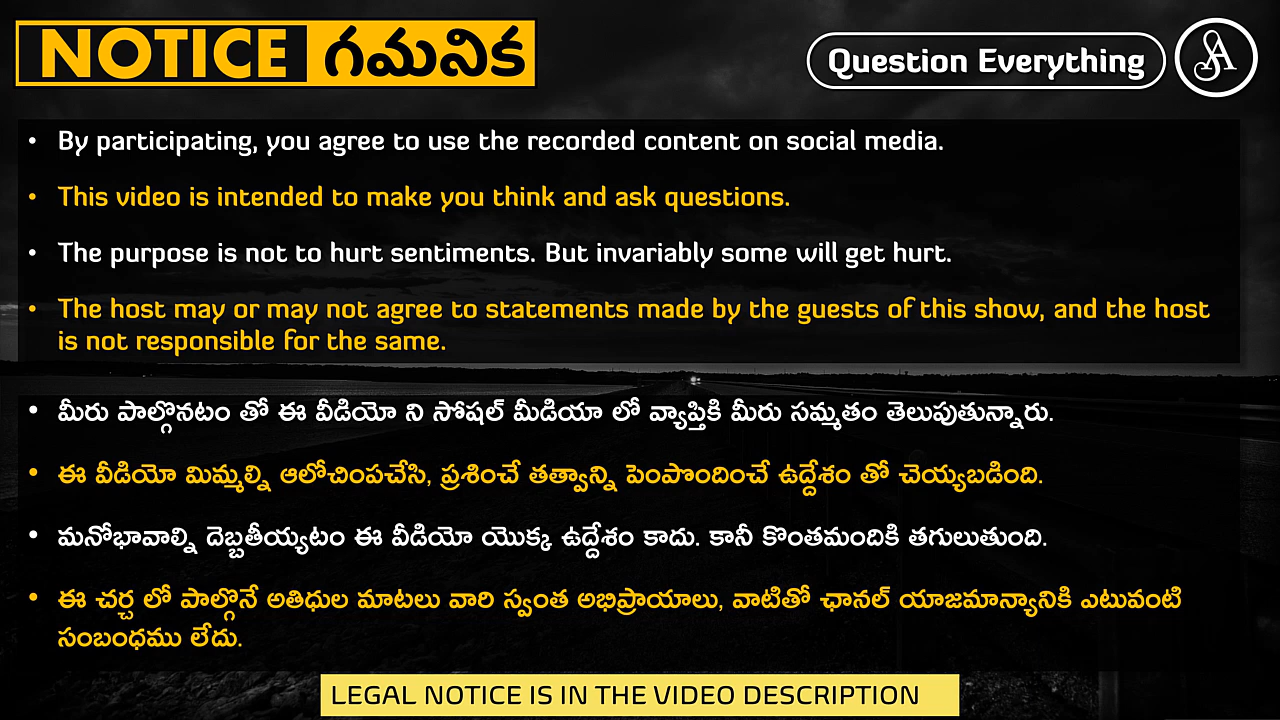 NOTICE గమనిక
Question Everything
• By participating, you agree to use the recorded content on social media.
• This video is intended to make you think and ask questions.
• The purpose is not to hurt sentiments. But invariably some will get hurt.
• The host may or may not agree to statements made by the guests of this show, and the host
is not responsible for the same.
• మీరు పాల్గొనటం తో ఈ వీడియో ని సోషల్ మీడియా లో వ్యాప్తికి మీరు సమ్మతం తెలుపుతున్నారు.
• ఈ వీడియో మిమ్మల్ని ఆలోచింపచేసి, ప్రశించే తత్వాన్ని పెంపొందించే ఉద్దేశం తో చెయ్యబడింది.
• మనోభావాల్ని దెబ్బతీయ్యటం ఈ వీడియో యొక్క ఉద్దేశం కాదు. కానీ కొంతమందికి తగులుతుంది.
• ఈ చర్చ లో పాల్గొనే అతిధుల మాటలు వారి స్వంత అభిప్రాయాలు, వాటితో ఛానల్ యాజమాన్యానికి ఎటువంటి
సంబంధము లేదు.
LEGAL NOTICE IS IN THE VIDEO DESCRIPTION